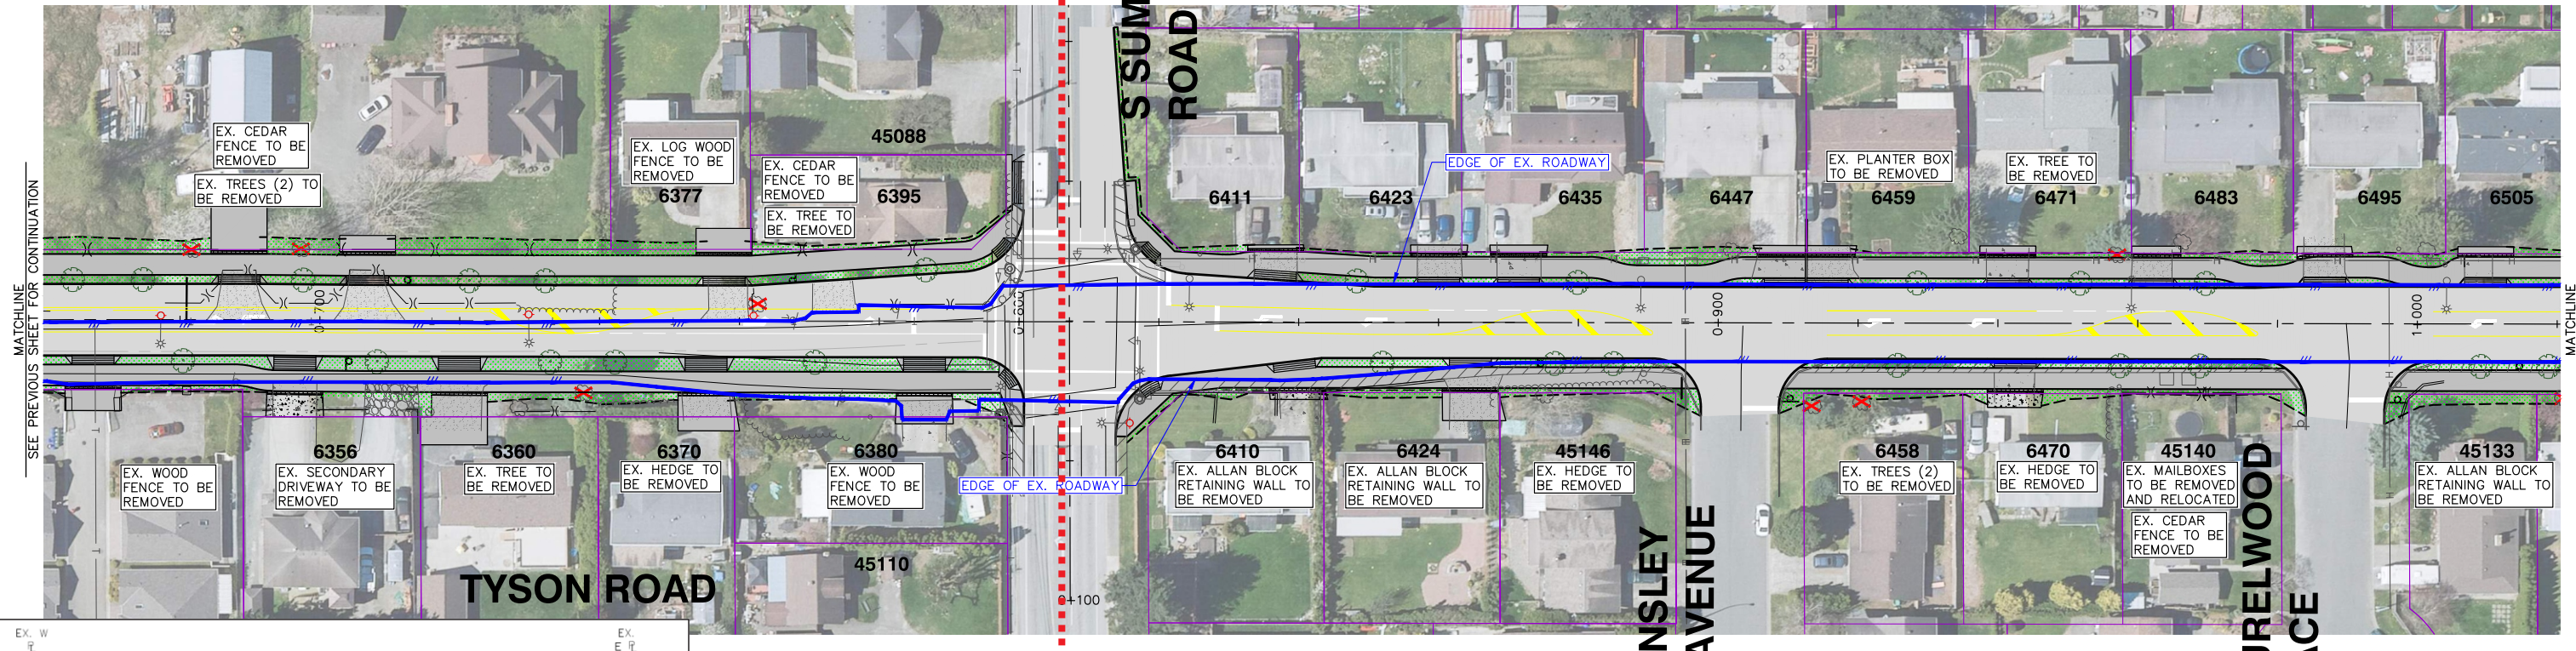 S SUM
ROAD
EX. CEDAR
FENCE TO BE
REMOVED
EX. TREES (2) TO
BE REMOVED
EX. LOG WOOD
FENCE TO BE
REMOVED
6377
45088
EX. CEDAR
FENCE TO BE
REMOVED
6395
EX. TREE TO
BE REMOVED
EDGE OF EX. ROADWAY
6411
6423
6435
6447
EX. PLANTER BOX
TO BE REMOVED
6459
EX. TREE TO
BE REMOVED
6471
6483
6495
6505
MATCHLINE
SEE PREVIOUS SHEET FOR CONTINUATION
0+700
0+900
1+000
MATCHLINE
EX. WOOD
FENCE TO BE
REMOVED
6356
EX. SECONDARY
DRIVEWAY TO BE
REMOVED
6360
EX. TREE TO
BE REMOVED
6370
EX. HEDGE TO
BE REMOVED
6380
EX. WOOD
FENCE TO BE
REMOVED
EDGE OF EX. ROADWAY
45110
TYSON ROAD
0+100
6410
EX. ALLAN BLOCK
RETAINING WALL TO
BE REMOVED
6424
EX. ALLAN BLOCK
RETAINING WALL TO
BE REMOVED
45146
EX. HEDGE TO
BE REMOVED
NSLEY
AVENUE
6458
EX. TREES (2)
TO BE REMOVED
6470
EX. HEDGE TO
BE REMOVED
45140
EX. MAILBOXES
TO BE REMOVED
AND RELOCATED
EX. CEDAR
FENCE TO BE
REMOVED
URELWOOD
ACE
45133
EX. ALLAN BLOCK
RETAINING WALL TO
BE REMOVED
EX. W
EX.